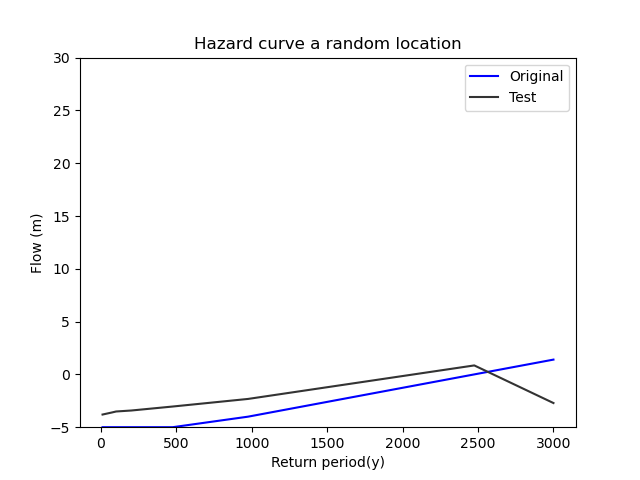 Hazard curve a random location
Original
Test
30
25
20
15
10
5
0
−5
Flow (m)
0 500 1000 1500 2000 2500 3000
Return period(y)